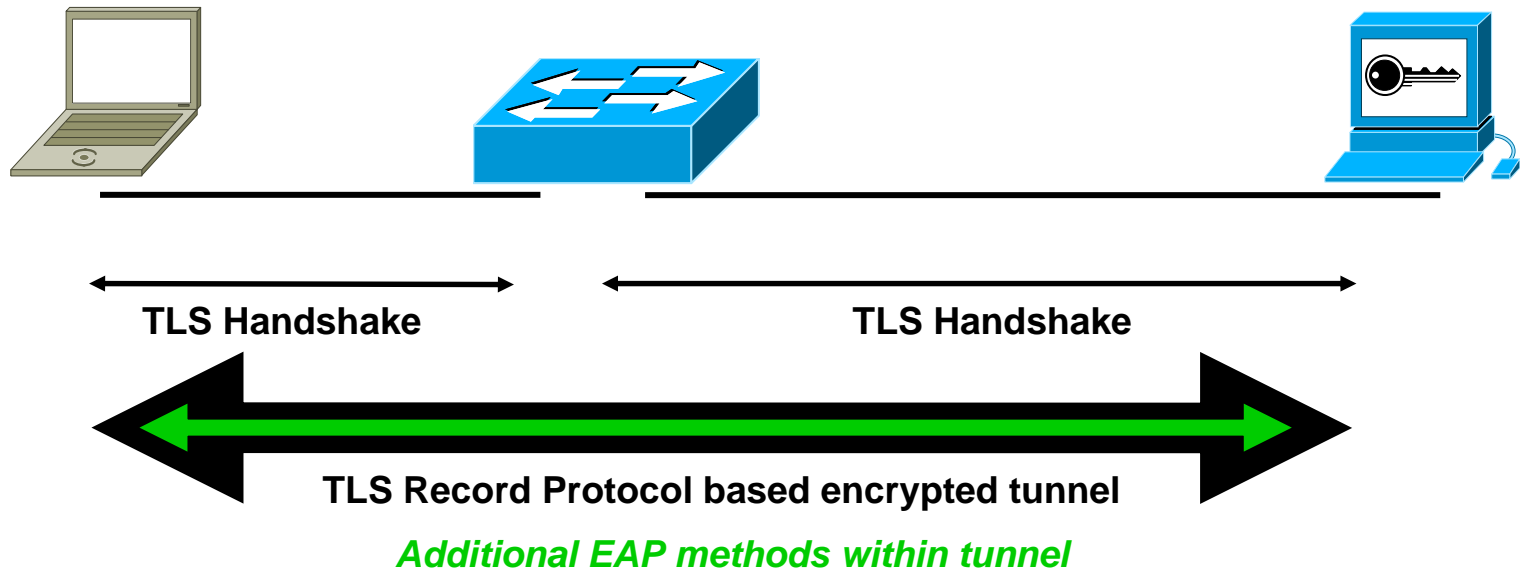 TLS Handshake
TLS Handshake
TLS Record Protocol based encrypted tunnel
Additional EAP methods within tunnel